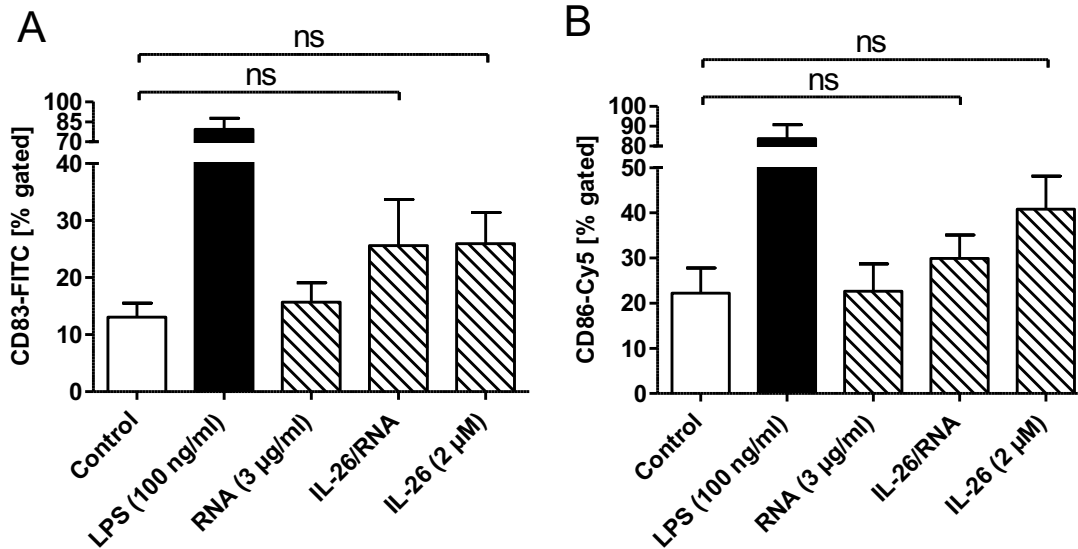 A
ns
ns
CD83-FITC [% gated]
100
85
70
40
30
20
10
0
Control
LPS (100 ng/ml)
RNA (3 µg/ml)
IL-26/RNA
IL-26 (2 µM)
B
ns
ns
CD86-Cy5 [% gated]
100
90
80
50
40
30
20
10
0
Control
LPS (100 ng/ml)
RNA (3 µg/ml)
IL-26/RNA
IL-26 (2 µM)